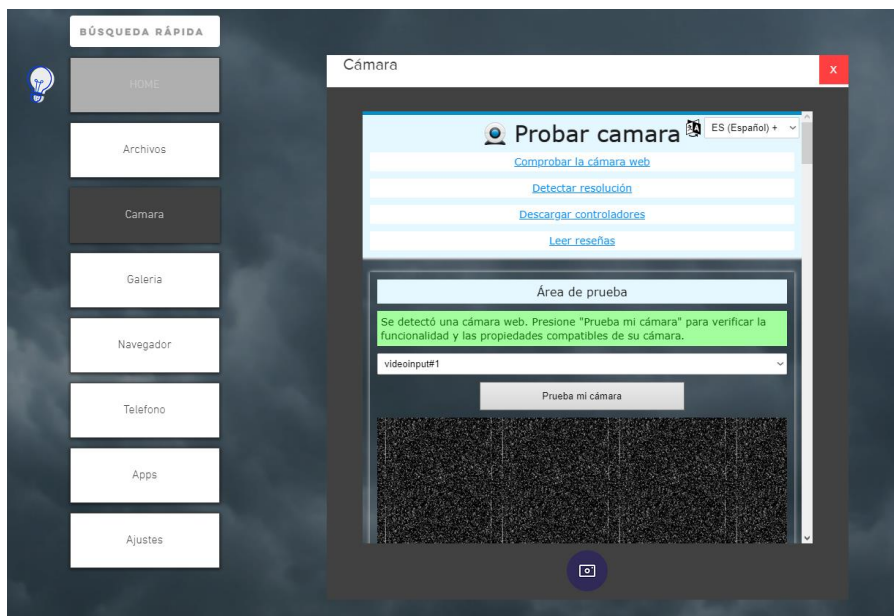 BÚSQUEDA RÁPIDA
HOME
Archivos
Camara
Galeria
Navegador
Telefono
Apps
Ajustes
Cámara
x
Probar camara
ES (Español) +
Comprobar la cámara web
Detectar resolución
Descargar controladores
Leer reseñas
Área de prueba
Se detectó una cámara web. Presione "Prueba mi cámara" para verificar la
funcionalidad y las propiedades compatibles de su cámara.
videoinput#1
Prueba mi cámara